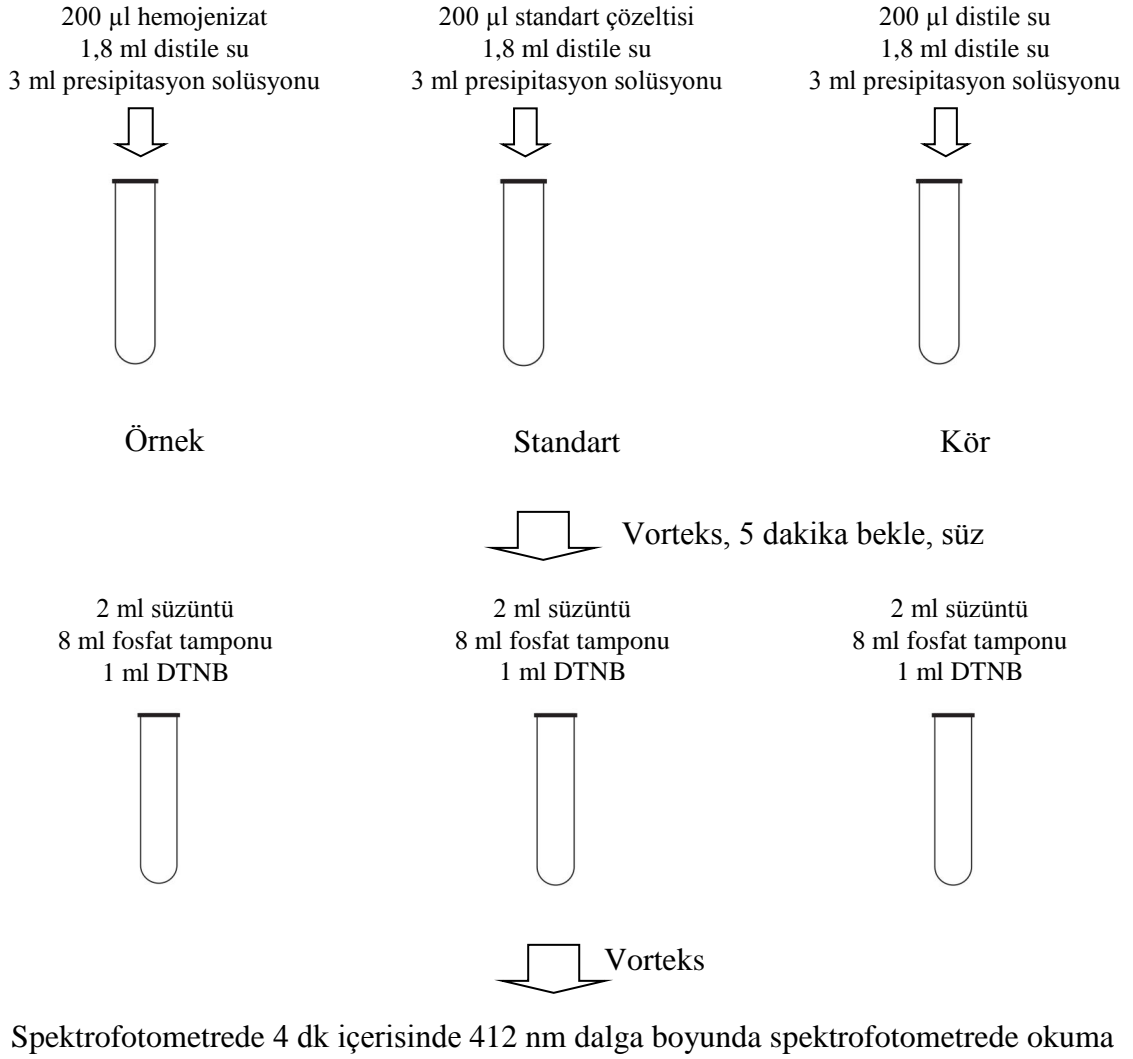 200 µl hemojenizat
1,8 ml distile su
3 ml presipitasyon solüsyonu
200 µl standart çözeltisi
1,8 ml distile su
3 ml presipitasyon solüsyonu
200 µl distile su
1,8 ml distile su
3 ml presipitasyon solüsyonu
Örnek
Standart
Kör
Vorteks, 5 dakika bekle, süz
2 ml süzüntü
8 ml fosfat tamponu
1 ml DTNB
2 ml süzüntü
8 ml fosfat tamponu
1 ml DTNB
2 ml süzüntü
8 ml fosfat tamponu
1 ml DTNB
Vorteks
Spektrofotometrede 4 dk içerisinde 412 nm dalga boyunda spektrofotometrede okuma